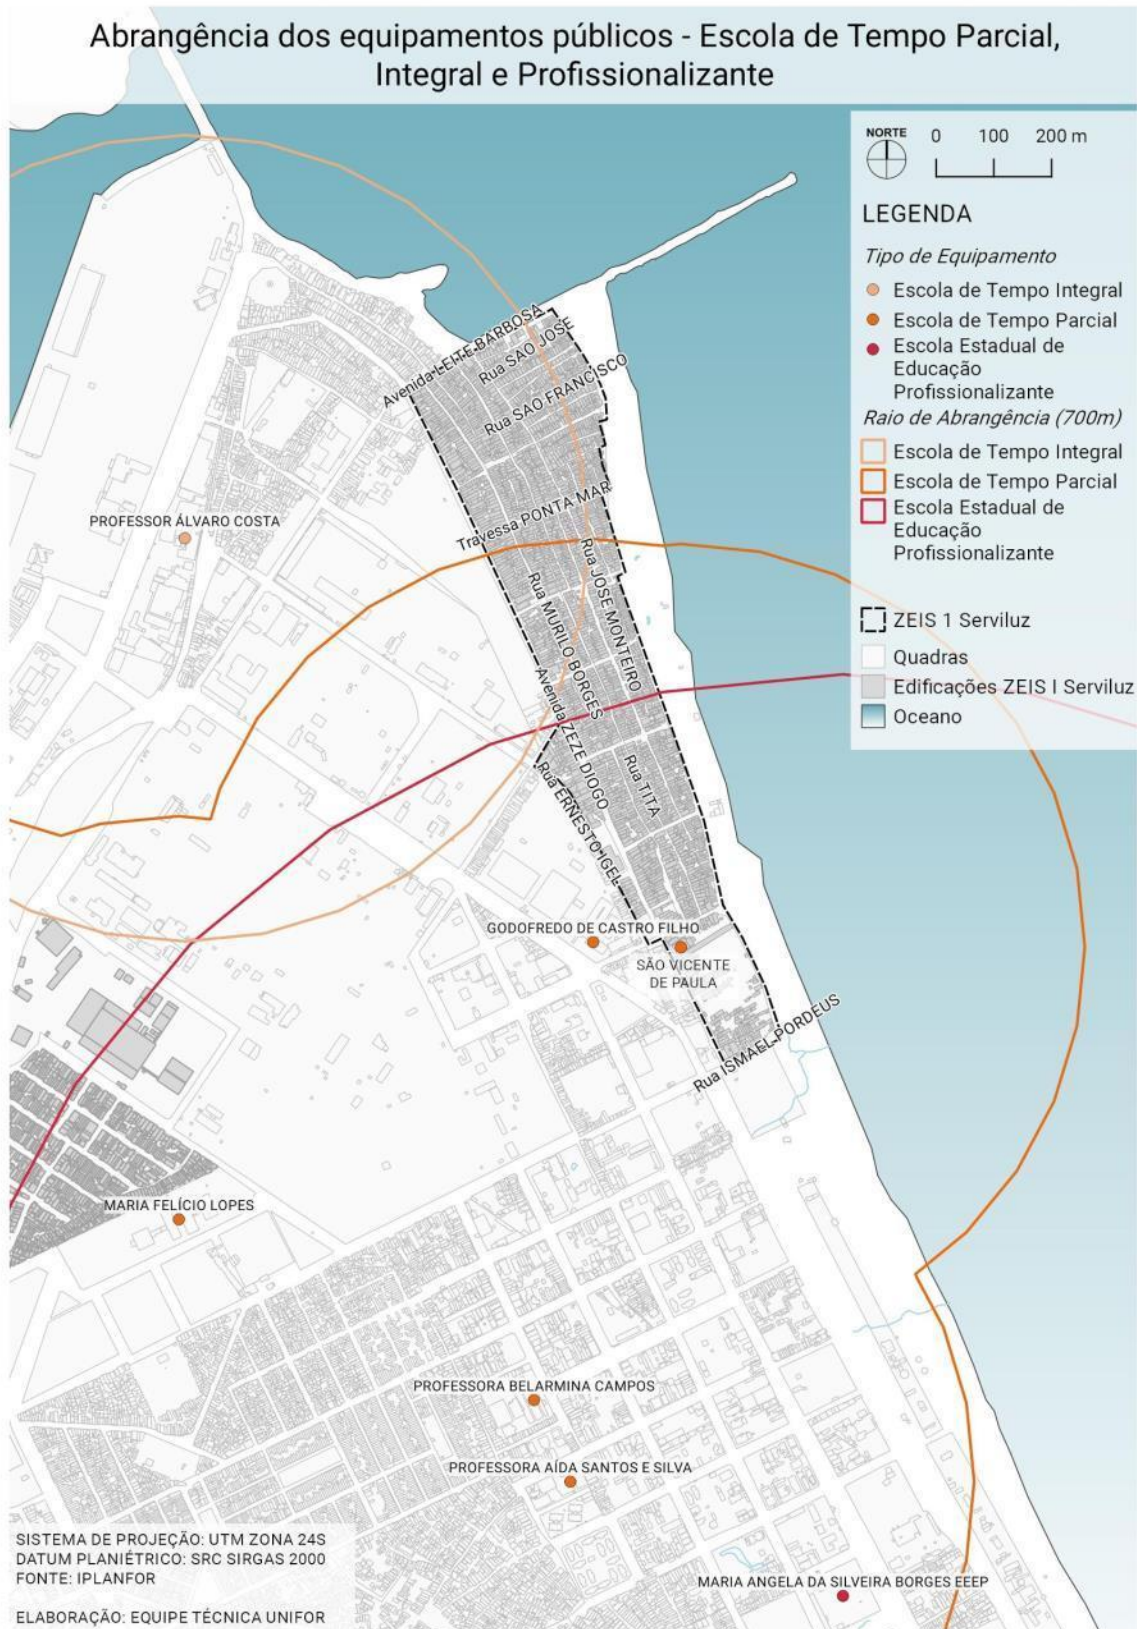 Abrangência dos equipamentos públicos - Escola de Tempo Parcial,
Integral e Profissionalizante
NORTE
0 100 200 m
LEGENDA
Tipo de Equipamento
Escola de Tempo Integral
Escola de Tempo Parcial
Escola Estadual de
Educação
Profissionalizante
Raio de Abrangência (700m)
Escola de Tempo Integral
Escola de Tempo Parcial
Escola Estadual de
Educação
Profissionalizante
ZEIS 1 Serviluz
Quadras
Edificações ZEIS I Serviluz
Oceano
Avenida LEITE BARBOSA
Rua SAO JOSE
Rua SAO FRANCISCO
Travessa PONTA MAR
PROFESSOR ÁLVARO COSTA
Rua JOSE MONTEIRO
Rua MURILO BORGES
Avenida ZEZE DIOGO
Rua TITA
Rua ERNESTO IGEL
GODOFREDO DE CASTRO FILHO
SÃO VICENTE
DE PAULA
Rua ISMAEL PORDEUS
MARIA FELÍCIO LOPES
PROFESSORA BELARMINA CAMPOS
PROFESSORA AÍDA SANTOS E SILVA
MARIA ANGELA DA SILVEIRA BORGES EEEP
SISTEMA DE PROJEÇÃO: UTM ZONA 24S
DATUM PLANIÉTRICO: SRC SIRGAS 2000
FONTE: IPLANFOR
ELABORAÇÃO: EQUIPE TÉCNICA UNIFOR